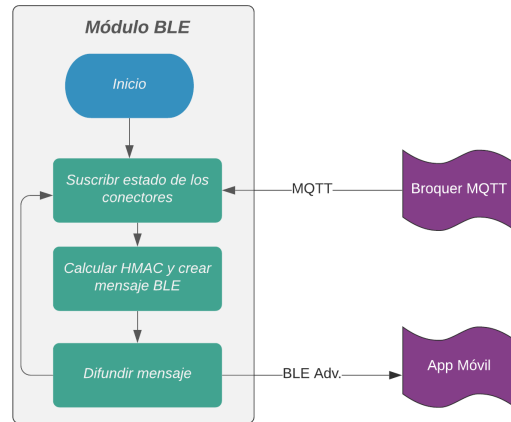 Módulo BLE
Inicio
Suscribr estado de los
conectores
MQTT
Broquer MQTT
Calcular HMAC y crear
mensaje BLE
Difundir mensaje
BLE Adv.
App Móvil